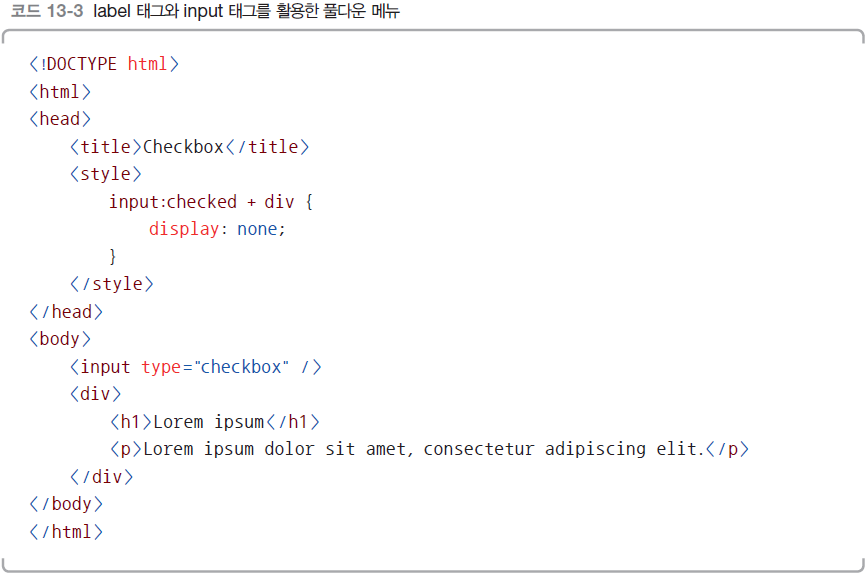 코드 13-3 label 태그와 input 태그를 활용한 풀다운 메뉴
<!DOCTYPE html>
<html>
<head>
    <title>Checkbox</title>
    <style>
        input:checked + div {
            display: none;
        }
    </style>
</head>
<body>
    <input type="checkbox" />
    <div>
        <h1>Lorem ipsum</h1>
        <p>Lorem ipsum dolor sit amet, consectetur adipiscing elit.</p>
    </div>
</body>
</html>